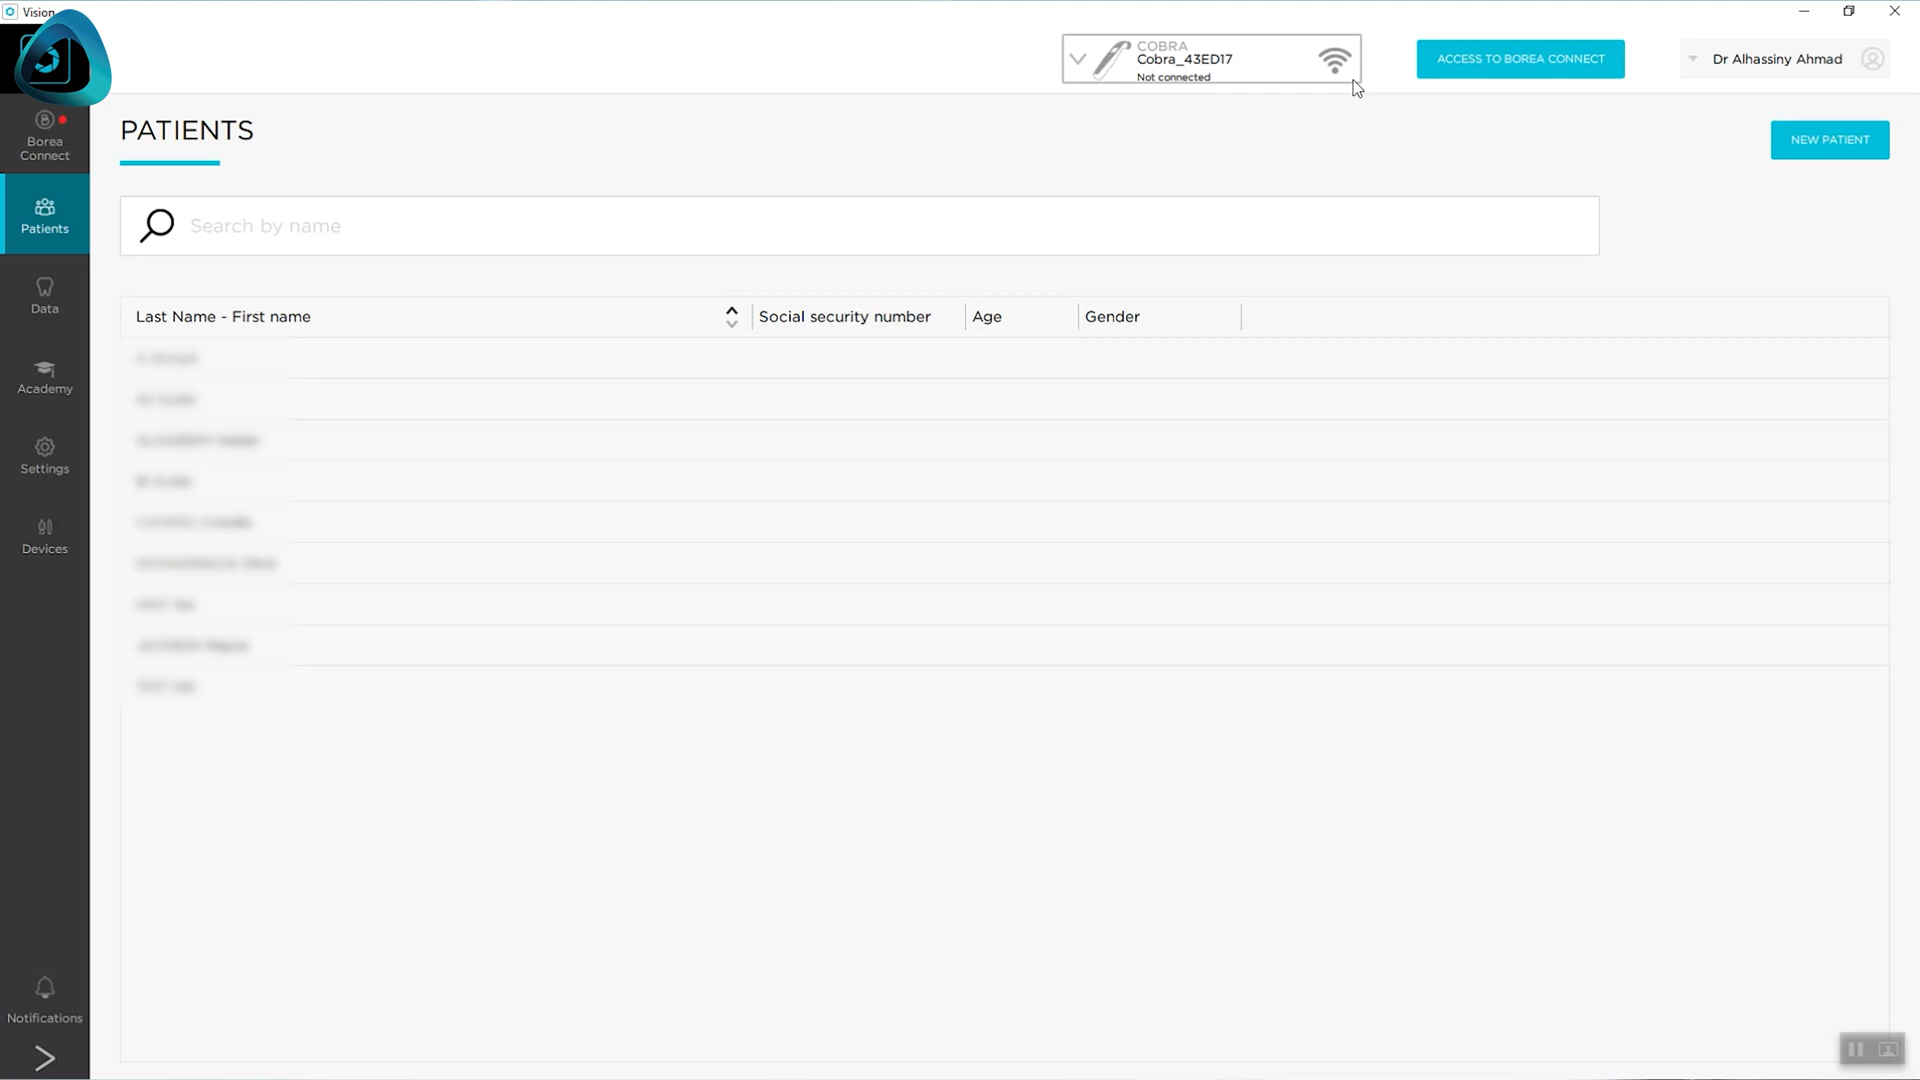 Vision
COBRA
Cobra_43ED17
Not connected
ACCESS TO BOREA CONNECT
Dr Alhassiny Ahmad
Borea
Connect
Patients
Data
Academy
Settings
Devices
Notifications
PATIENTS
NEW PATIENT
Search by name
Last Name - First name
Social security number
Age
Gender